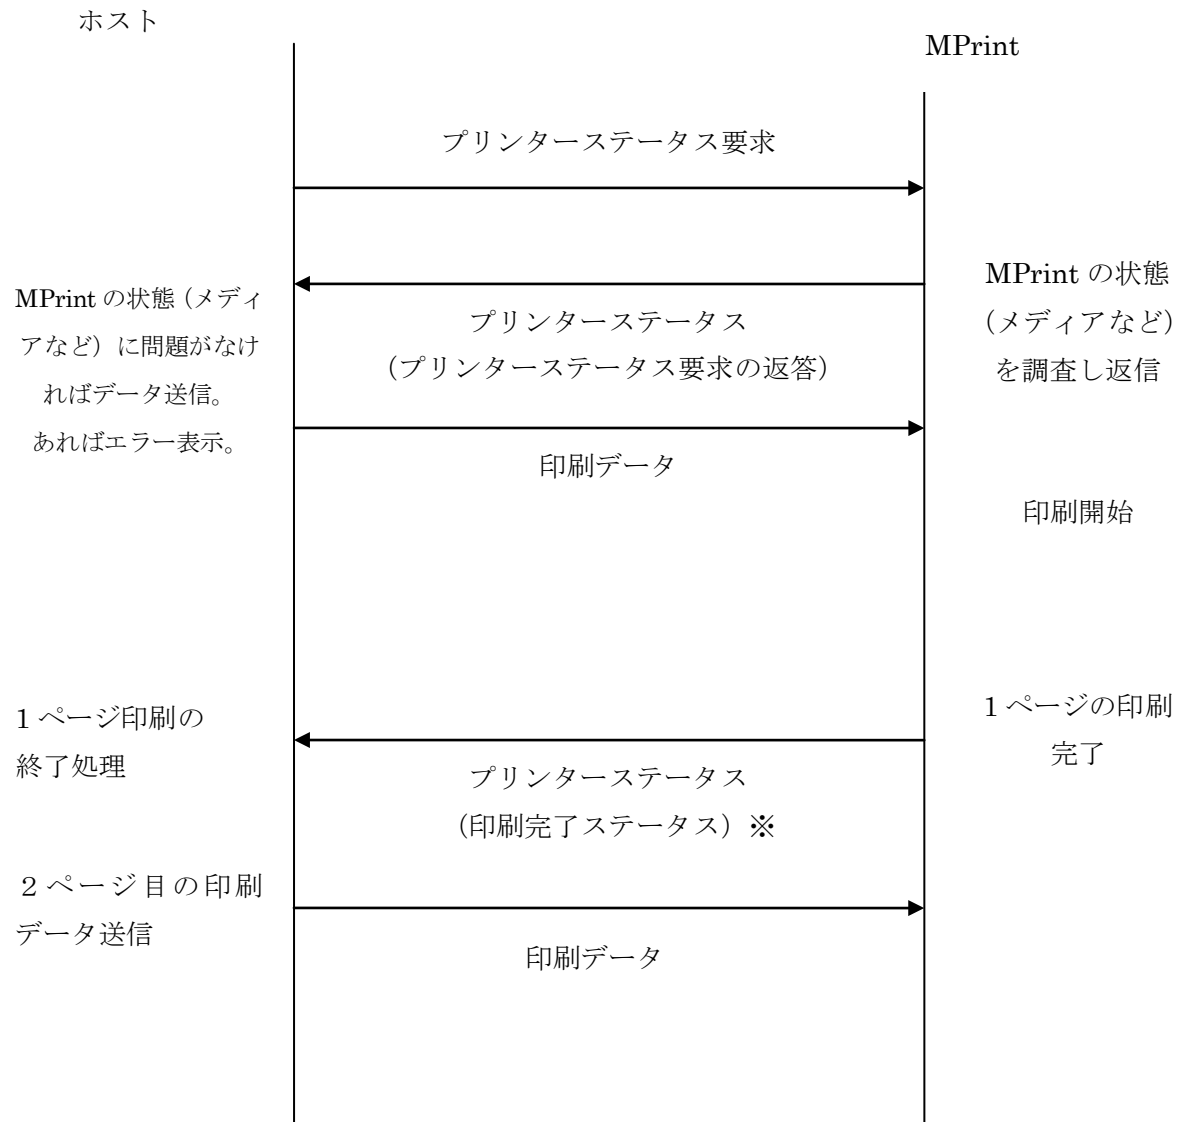 ホスト
MPrint
プリンターステータス要求
MPrint の状態
(メディアなど)
を調査し返信
プリンターステータス
(プリンターステータス要求の返答)
MPrint の状態(メディ
アなど)に問題がなけ
ればデータ送信。
あればエラー表示。
印刷データ
印刷開始
1 ページの印刷
完了
1 ページ印刷の
終了処理
プリンターステータス
(印刷完了ステータス)※
2ページ目の印刷
データ送信
印刷データ